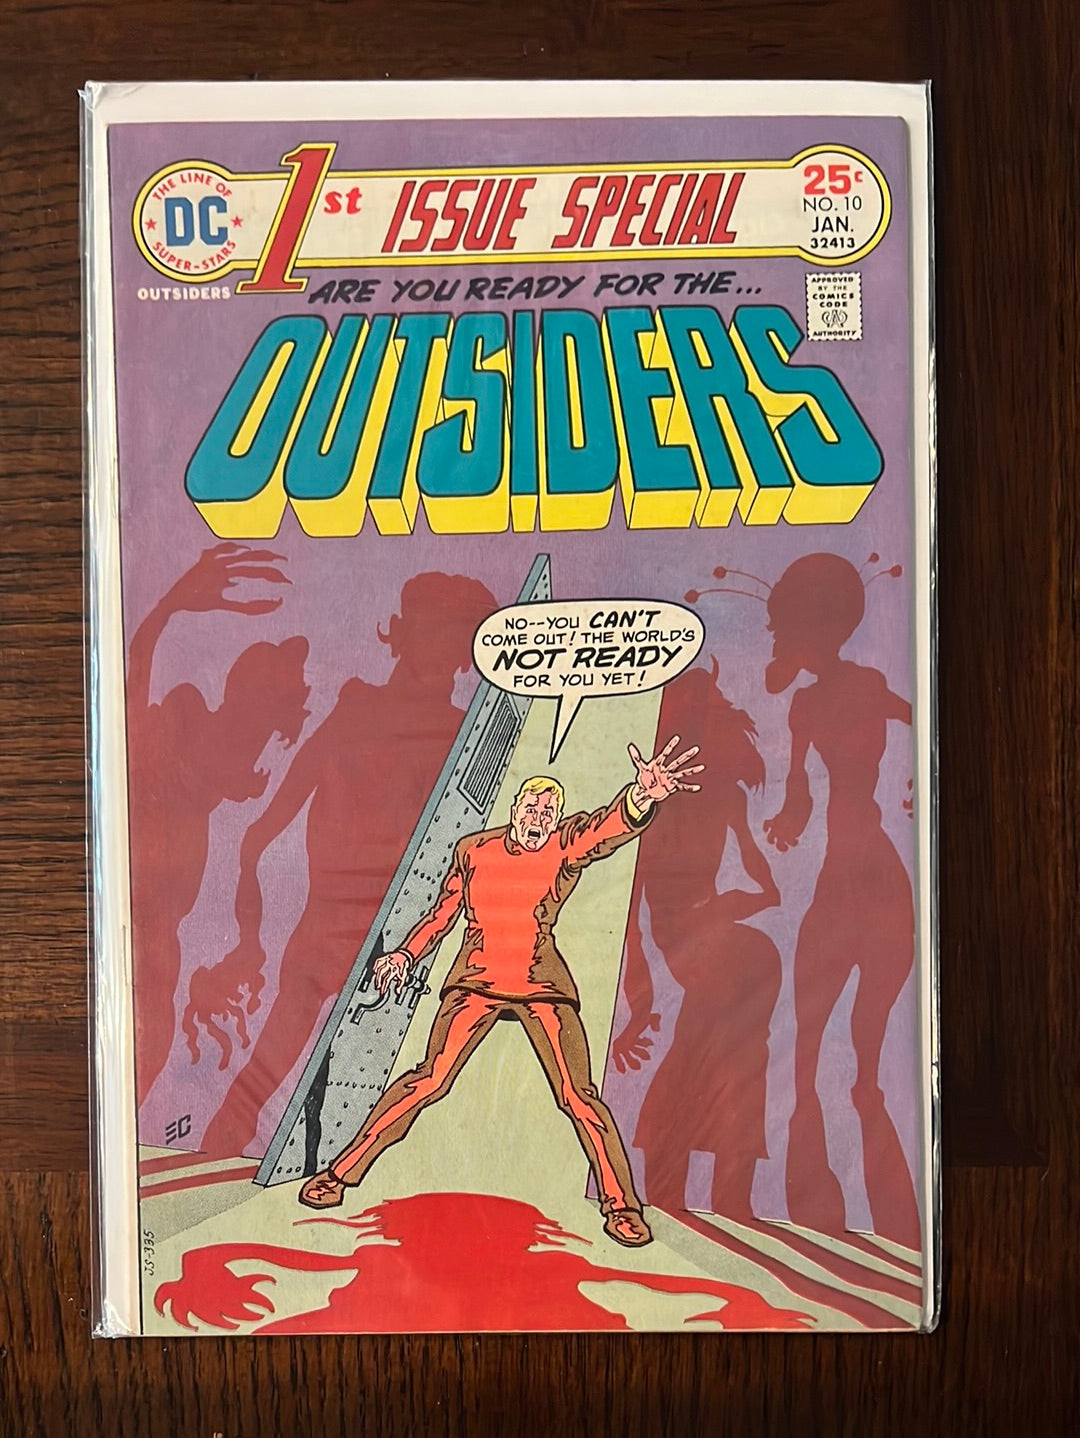 THE LINE OF
DC
SUPER-STARS
1st ISSUE SPECIAL
25¢
NO. 10
JAN.
32413
OUTSIDERS
ARE YOU READY FOR THE...
APPROVED
BY THE
COMICS
CODE
CA
AUTHORITY
OUTSIDERS
NO--YOU CAN'T
COME OUT! THE WORLD'S
NOT READY
FOR YOU YET!
EC
JS-335